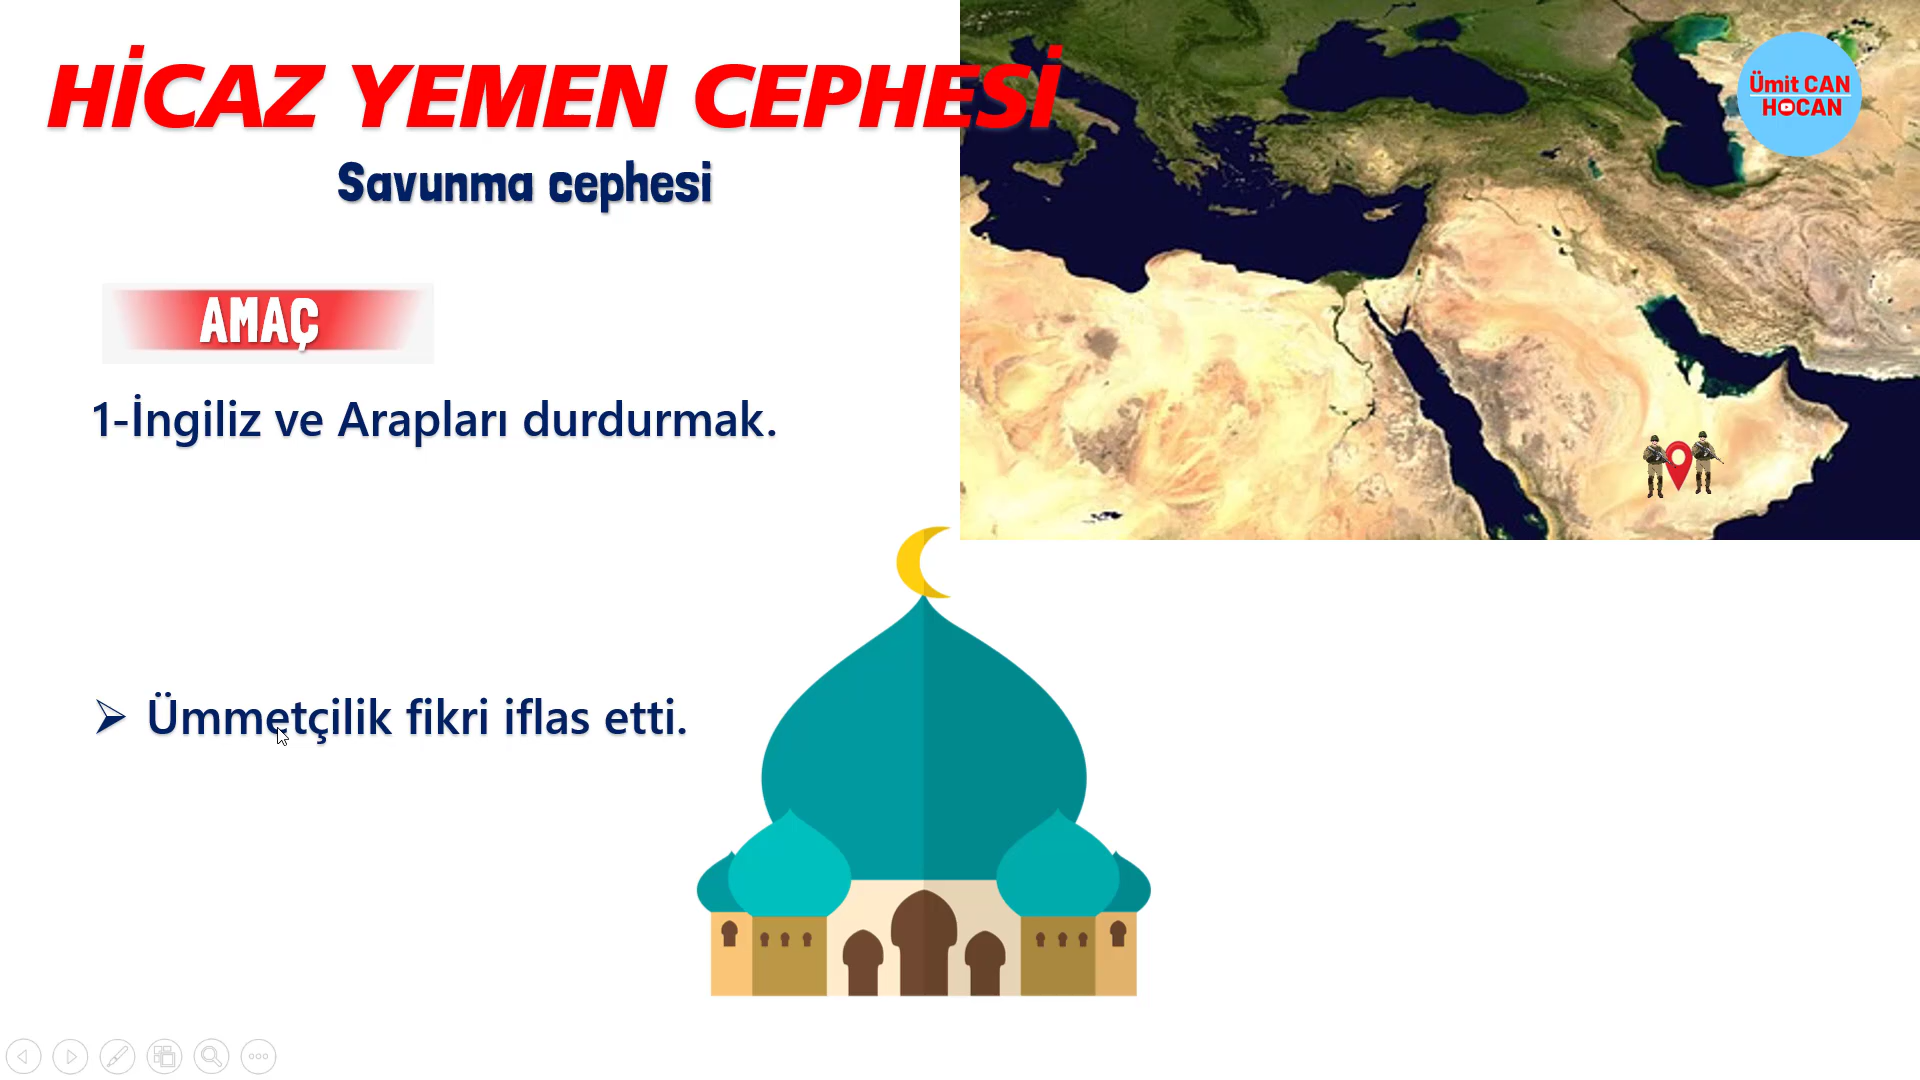 HİCAZ YEMEN CEPHESİ
Savunma cephesi
Ümit CAN
HOCAN
AMAÇ
1-İngiliz ve Arapları durdurmak.
➢ Ümmetçilik fikri iflas etti.